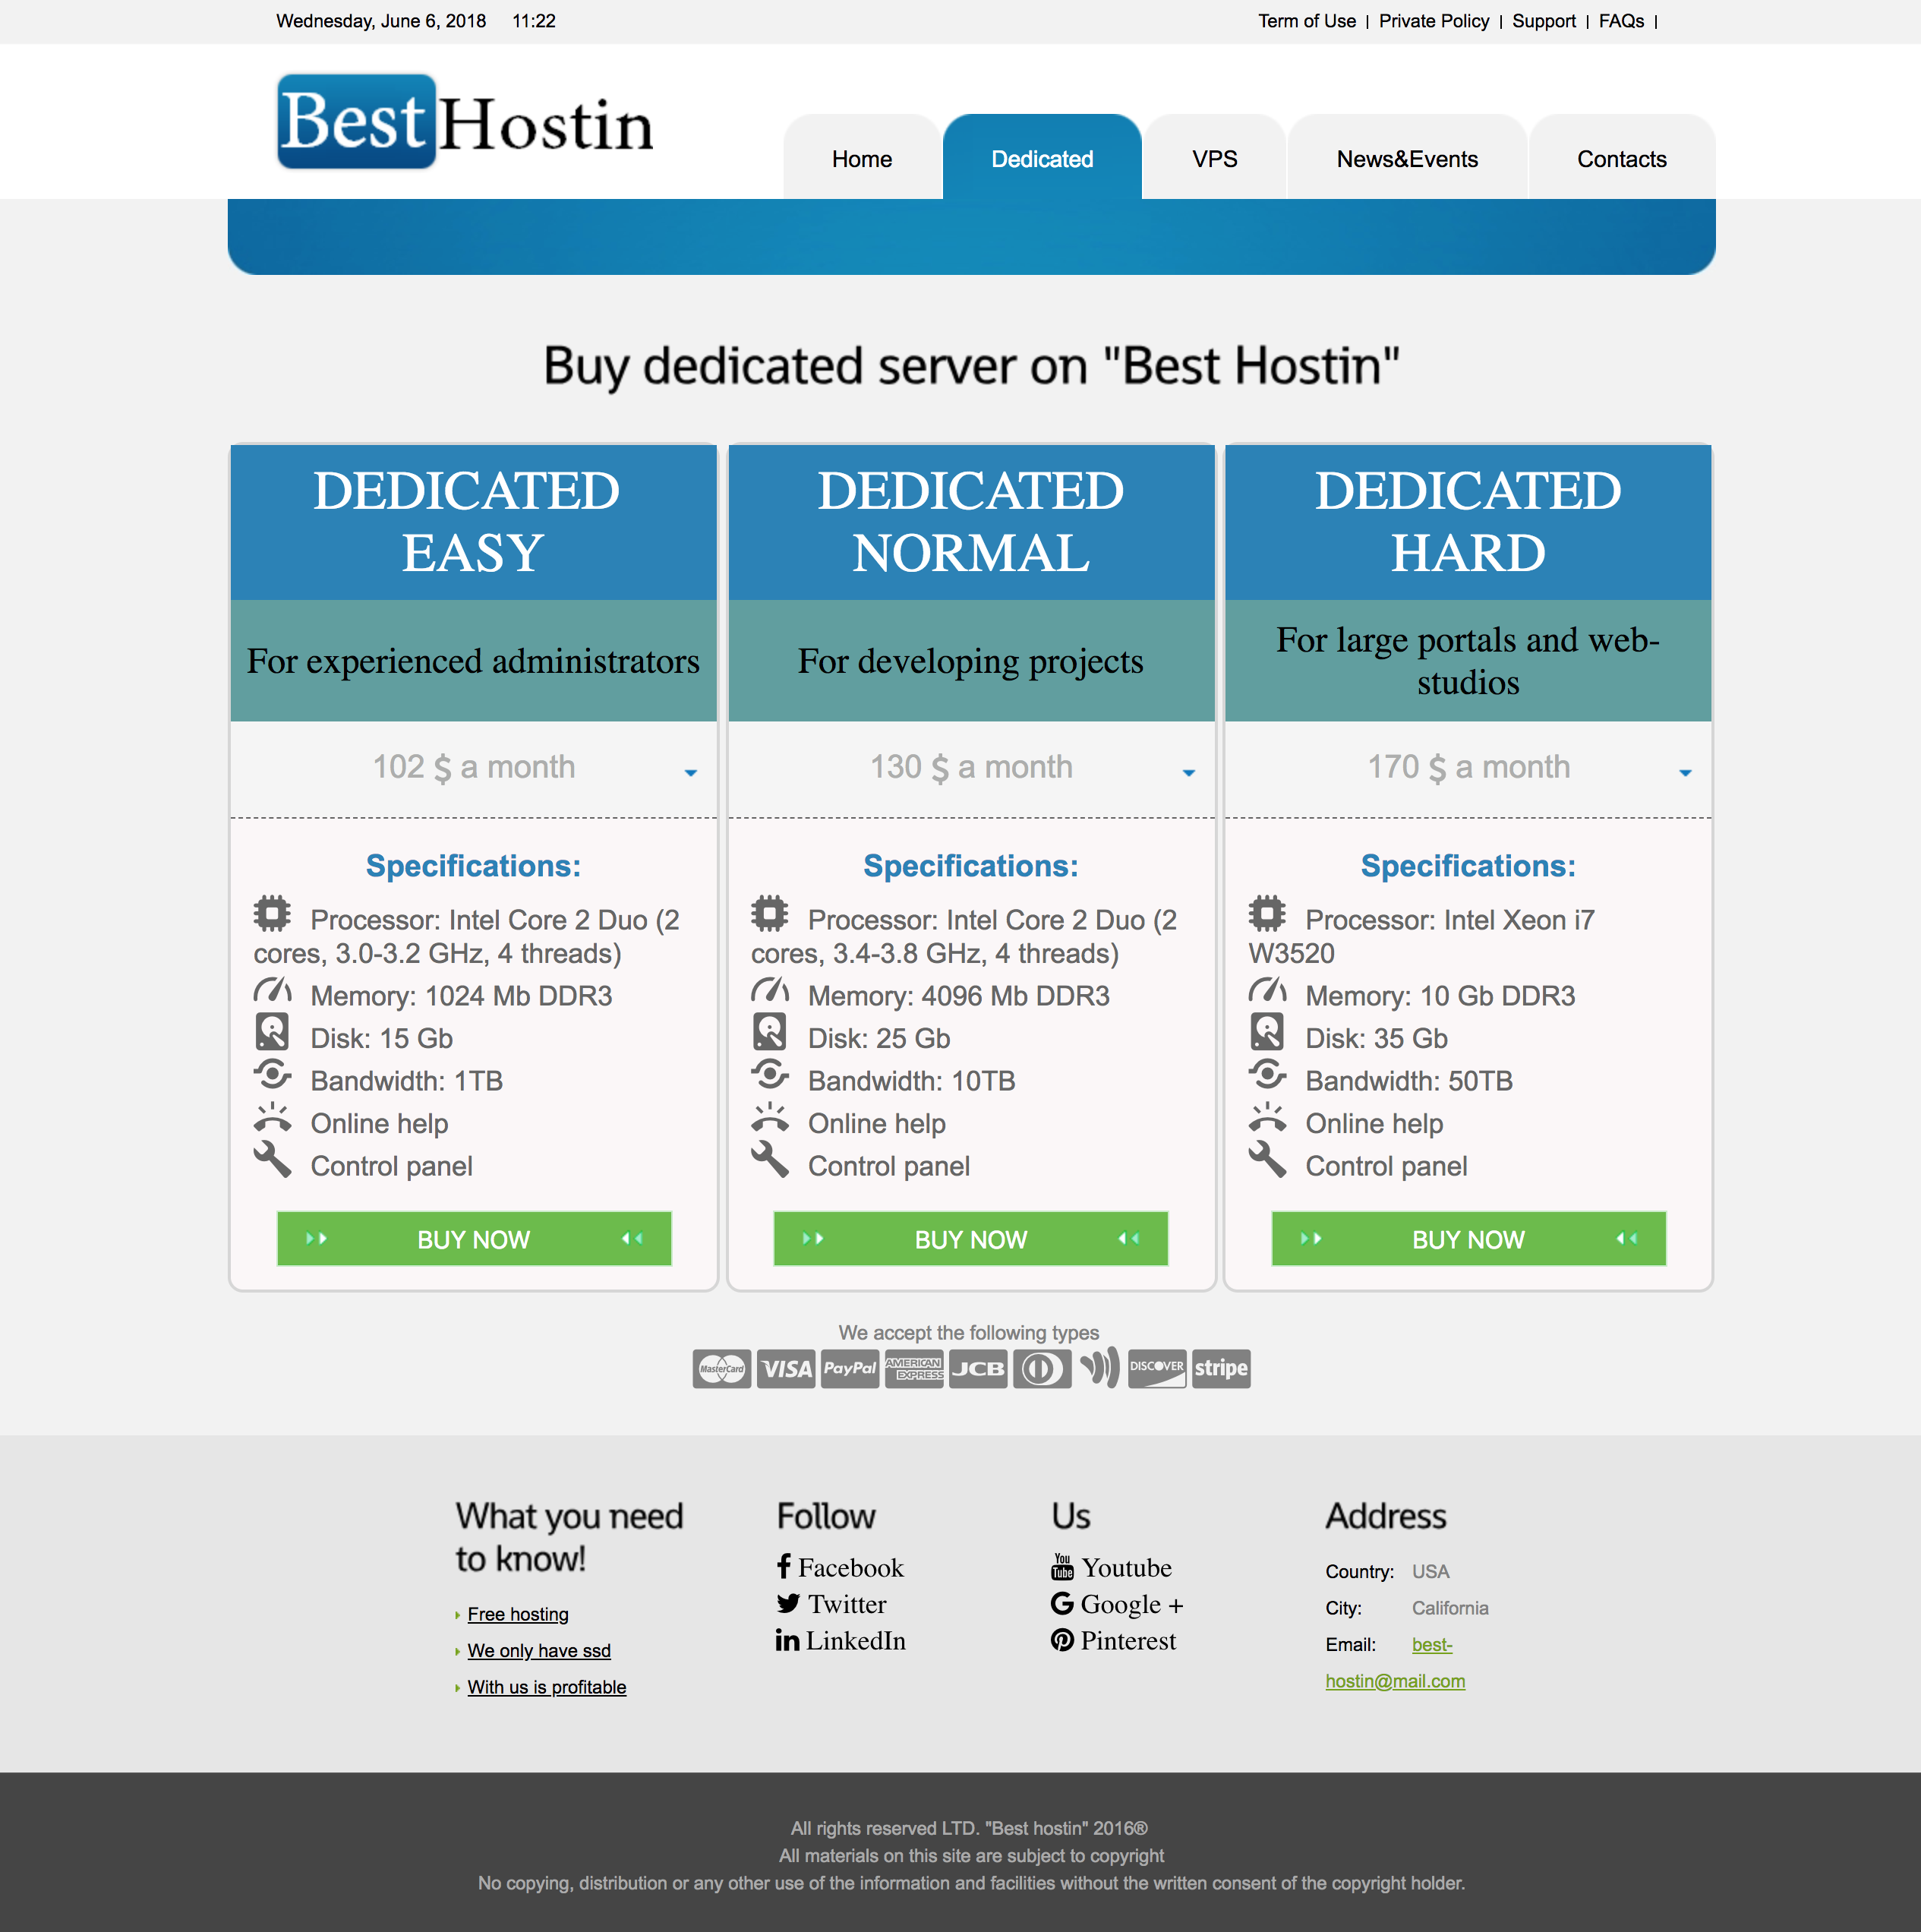 Wednesday, June 6, 2018 11:22
Term of Use | Private Policy | Support | FAQs |
Best Hostin
Home
Dedicated
VPS
News&Events
Contacts
Buy dedicated server on "Best Hostin"
DEDICATED
EASY
For experienced administrators
102 $ a month
Specifications:
Processor: Intel Core 2 Duo (2
cores, 3.0-3.2 GHz, 4 threads)
Memory: 1024 Mb DDR3
Disk: 15 Gb
Bandwidth: 1TB
Online help
Control panel
BUY NOW
DEDICATED
NORMAL
For developing projects
130 $ a month
Specifications:
Processor: Intel Core 2 Duo (2
cores, 3.4-3.8 GHz, 4 threads)
Memory: 4096 Mb DDR3
Disk: 25 Gb
Bandwidth: 10TB
Online help
Control panel
BUY NOW
DEDICATED
HARD
For large portals and web-
studios
170 $ a month
Specifications:
Processor: Intel Xeon i7
W3520
Memory: 10 Gb DDR3
Disk: 35 Gb
Bandwidth: 50TB
Online help
Control panel
BUY NOW
We accept the following types
MasterCard VISA PayPal AMERICAN EXPRESS JCB DISCOVER stripe
What you need
to know!
Free hosting
We only have ssd
With us is profitable
Follow
Facebook
Twitter
LinkedIn
Us
You Tube Youtube
Google +
Pinterest
Address
Country: USA
City: California
Email: best-
hostin@mail.com
All rights reserved LTD. "Best hostin" 2016®
All materials on this site are subject to copyright
No copying, distribution or any other use of the information and facilities without the written consent of the copyright holder.